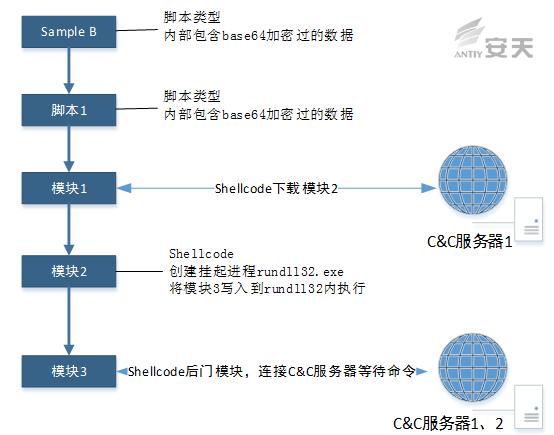 Sample B
脚本类型
内部包含base64加密过的数据
ANTIY 安天
脚本1
脚本类型
内部包含base64加密过的数据
模块1
Shellcode下载模块2
C&C服务器1
模块2
Shellcode
创建挂起进程rundll32.exe
将模块3写入到rundll32内执行
模块3
Shellcode后门模块，连接C&C服务器等待命令
C&C服务器1、2